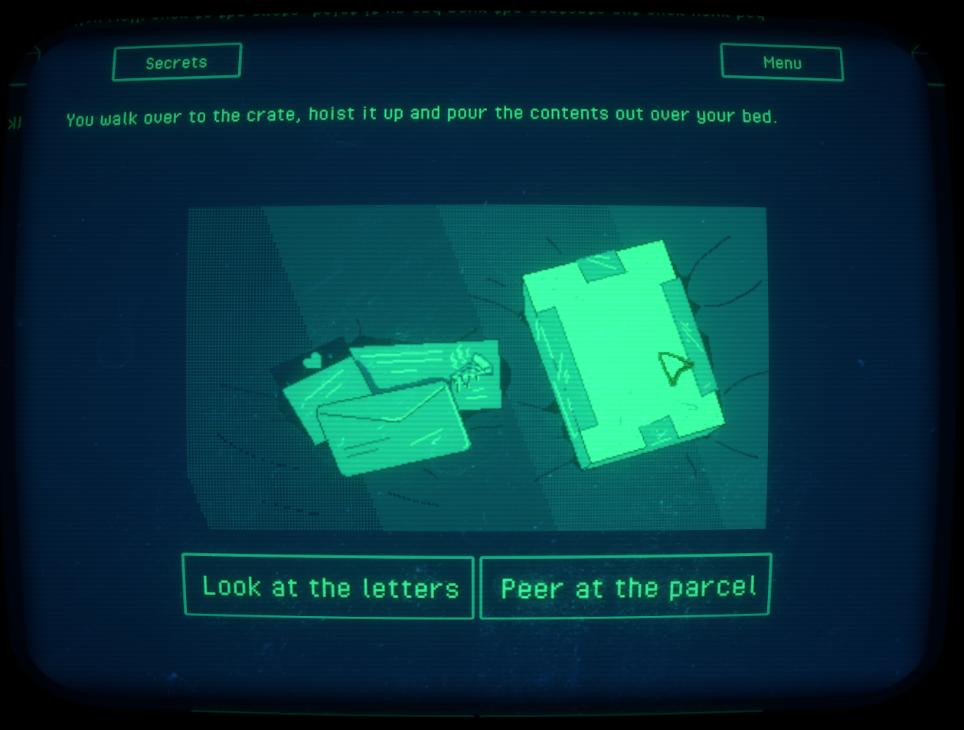 Secrets
Menu
You walk over to the crate, hoist it up and pour the contents out over your bed.
Look at the letters
Peer at the parcel